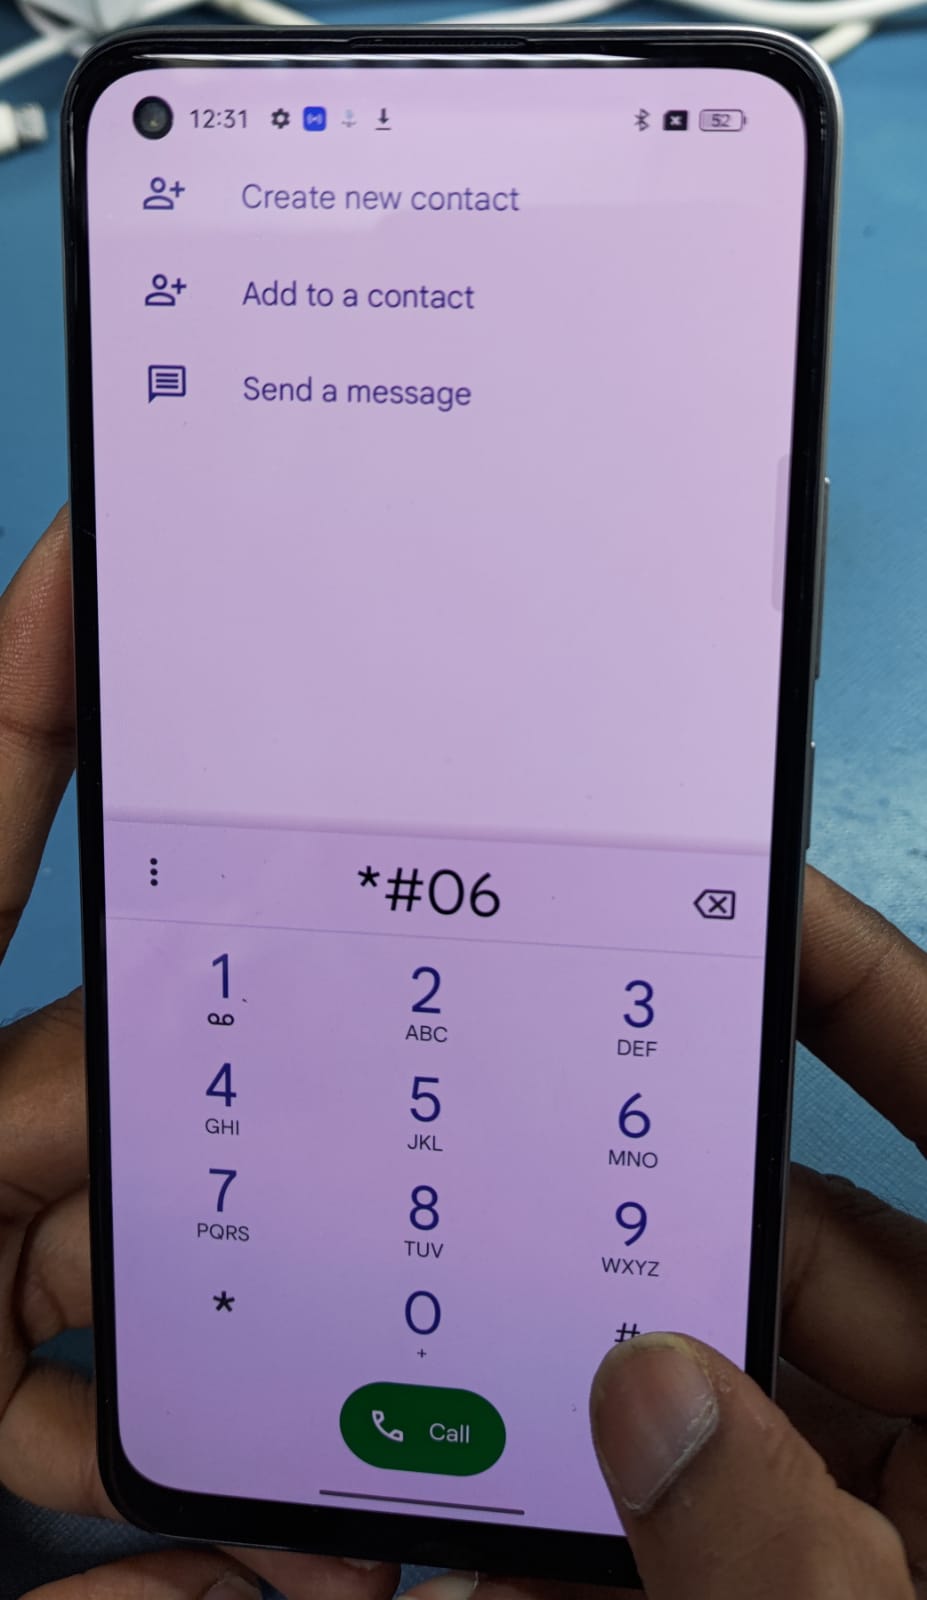 12:31 52
Create new contact
Add to a contact
Send a message
*#06
1 2 3
ABC DEF
4 5 6
GHI JKL MNO
7 8 9
PQRS TUV WXYZ
* 0 #
+
Call